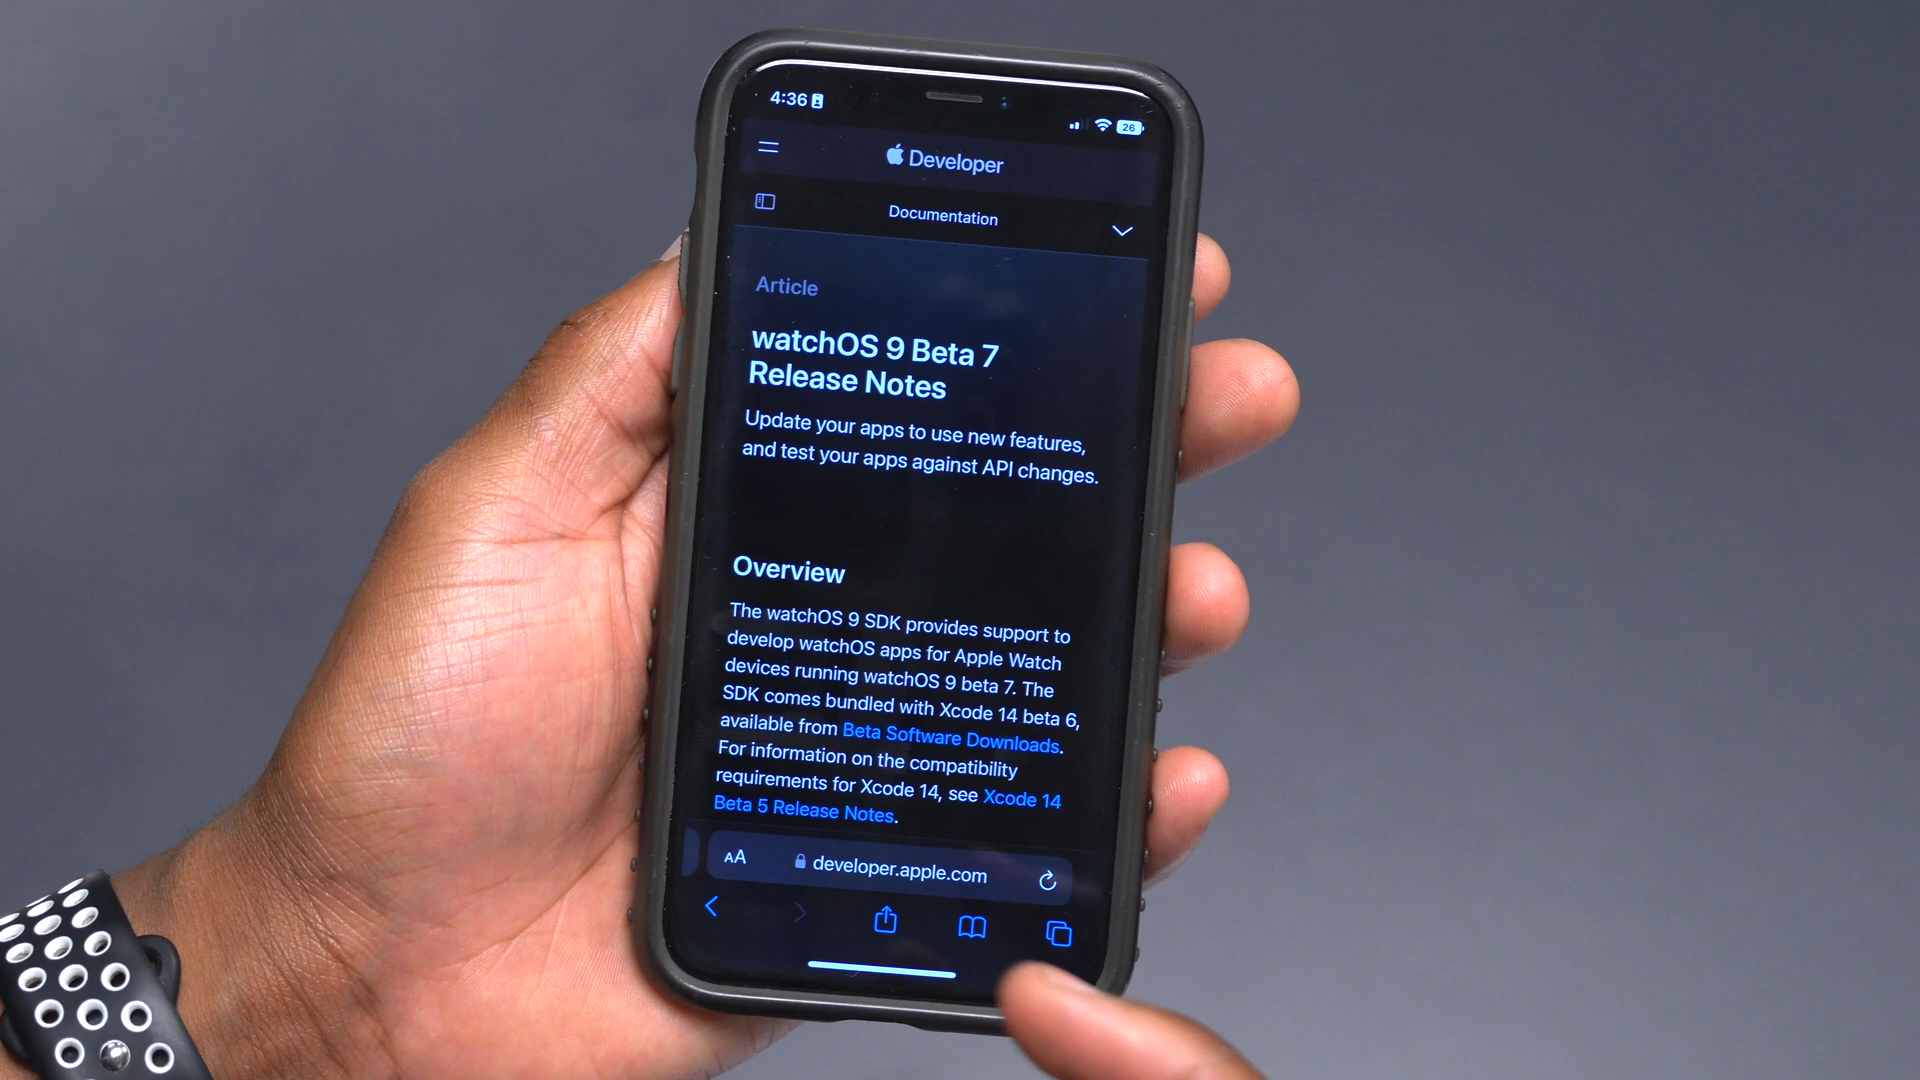 4:36
26
Developer
Documentation
Article
watchOS 9 Beta 7
Release Notes
Update your apps to use new features,
and test your apps against API changes.
Overview
The watchOS 9 SDK provides support to
develop watchOS apps for Apple Watch
devices running watchOS 9 beta 7. The
SDK comes bundled with Xcode 14 beta 6,
available from Beta Software Downloads.
For information on the compatibility
requirements for Xcode 14, see Xcode 14
Beta 5 Release Notes.
AA developer.apple.com